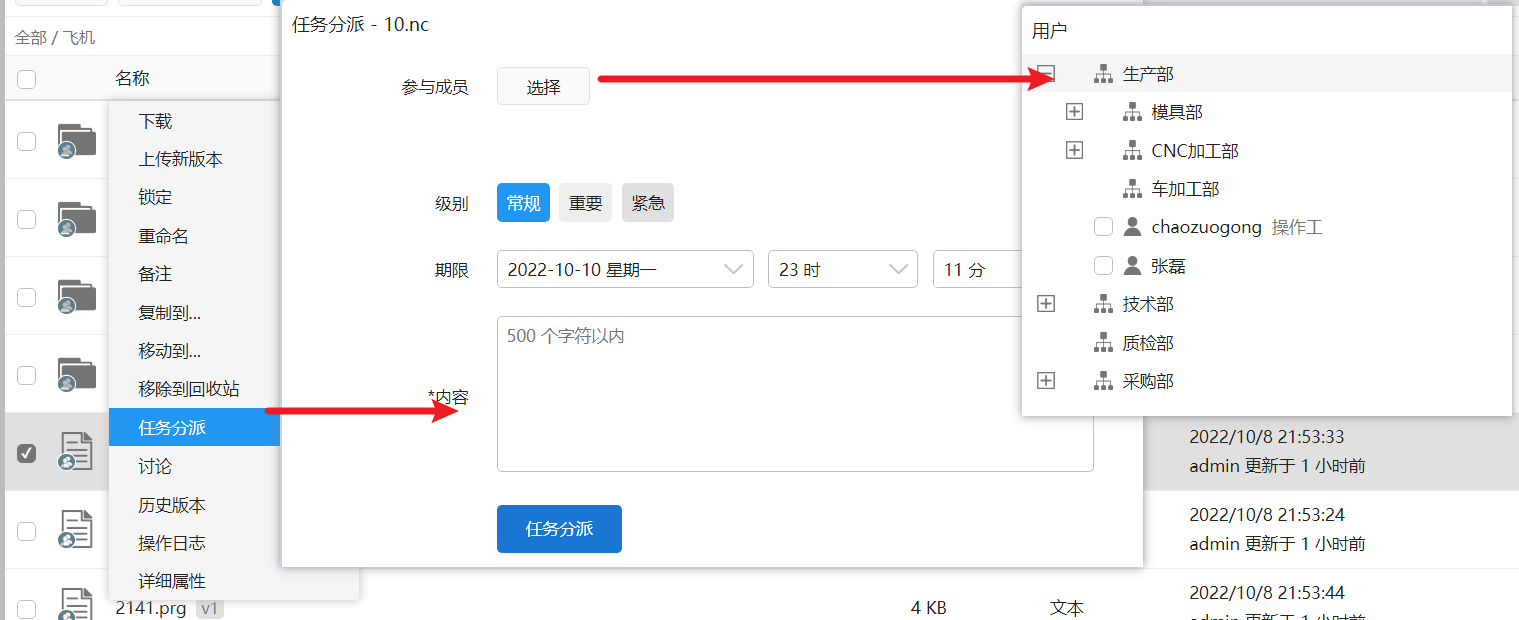 全部 / 飞机
名称
下载
上传新版本
锁定
重命名
备注
复制到...
移动到...
移除到回收站
任务分派
讨论
历史版本
操作日志
详细属性
任务分派 - 10.nc
参与成员
选择
级别
常规
重要
紧急
期限
2022-10-10 星期一
23 时
11 分
*内容
500 个字符以内
任务分派
用户
生产部
模具部
CNC加工部
车加工部
chaozuogong 操作工
张磊
技术部
质检部
采购部
2022/10/8 21:53:33
admin 更新于 1 小时前
2022/10/8 21:53:24
admin 更新于 1 小时前
2141.prg v1
4 KB
文本
2022/10/8 21:53:44
admin 更新于 1 小时前